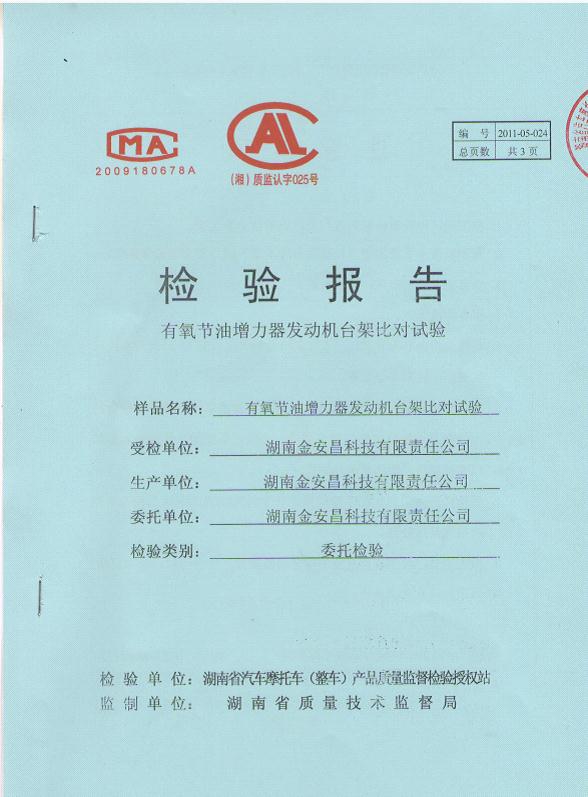 MA
2009180678A
CAL
(湘)质监认字025号
编 号 2011-05-024
总页数 共3页
检验报告
有氧节油增力器发动机台架比对试验
样品名称: 有氧节油增力器发动机台架比对试验
受检单位: 湖南金安昌科技有限责任公司
生产单位: 湖南金安昌科技有限责任公司
委托单位: 湖南金安昌科技有限责任公司
检验类别: 委托检验
检验单位: 湖南省汽车摩托车(整车)产品质量监督检验授权站
监制单位: 湖南省质量技术监督局